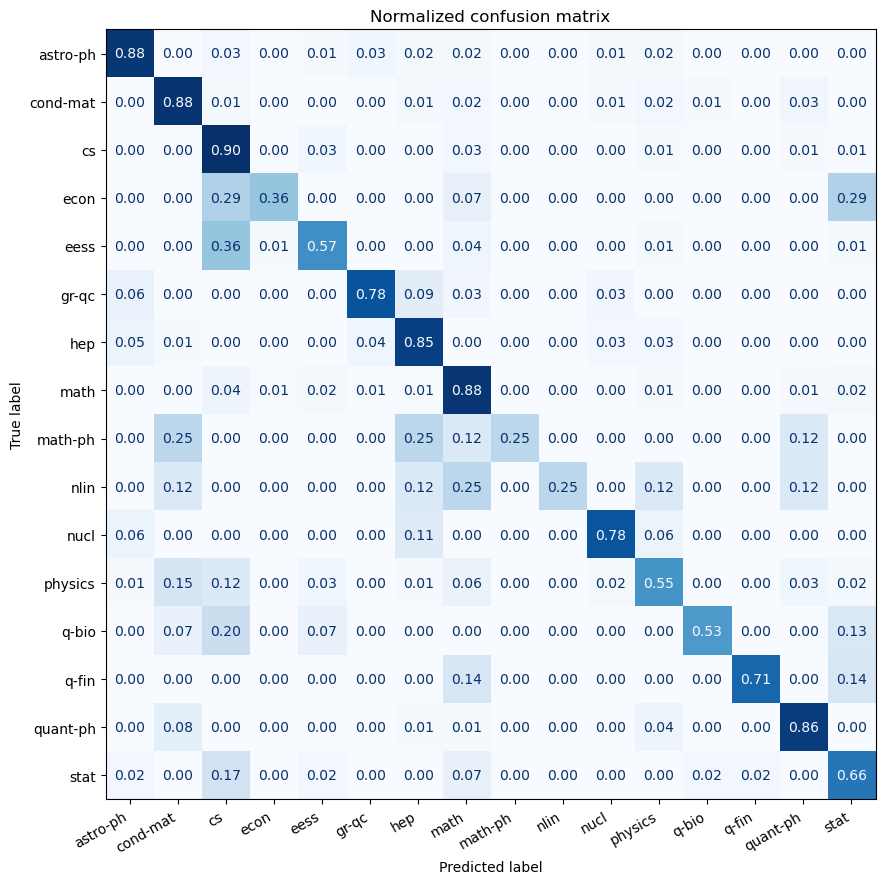 Normalized confusion matrix
True label
astro-ph 0.88 0.00 0.03 0.00 0.01 0.03 0.02 0.02 0.00 0.00 0.01 0.02 0.00 0.00 0.00 0.00
cond-mat 0.00 0.88 0.01 0.00 0.00 0.00 0.01 0.02 0.00 0.00 0.01 0.02 0.01 0.00 0.03 0.00
cs 0.00 0.00 0.90 0.00 0.03 0.00 0.00 0.03 0.00 0.00 0.00 0.01 0.00 0.00 0.01 0.01
econ 0.00 0.00 0.29 0.36 0.00 0.00 0.00 0.07 0.00 0.00 0.00 0.00 0.00 0.00 0.00 0.29
eess 0.00 0.00 0.36 0.01 0.57 0.00 0.00 0.04 0.00 0.00 0.00 0.01 0.00 0.00 0.00 0.01
gr-qc 0.06 0.00 0.00 0.00 0.00 0.78 0.09 0.03 0.00 0.00 0.03 0.00 0.00 0.00 0.00 0.00
hep 0.05 0.01 0.00 0.00 0.00 0.04 0.85 0.00 0.00 0.00 0.03 0.03 0.00 0.00 0.00 0.00
math 0.00 0.00 0.04 0.01 0.02 0.01 0.01 0.88 0.00 0.00 0.00 0.01 0.00 0.00 0.01 0.02
math-ph 0.00 0.25 0.00 0.00 0.00 0.00 0.25 0.12 0.25 0.00 0.00 0.00 0.00 0.00 0.12 0.00
nlin 0.00 0.12 0.00 0.00 0.00 0.00 0.12 0.25 0.00 0.25 0.00 0.12 0.00 0.00 0.12 0.00
nucl 0.06 0.00 0.00 0.00 0.00 0.00 0.11 0.00 0.00 0.00 0.78 0.06 0.00 0.00 0.00 0.00
physics 0.01 0.15 0.12 0.00 0.03 0.00 0.01 0.06 0.00 0.00 0.02 0.55 0.00 0.00 0.03 0.02
q-bio 0.00 0.07 0.20 0.00 0.07 0.00 0.00 0.00 0.00 0.00 0.00 0.00 0.53 0.00 0.00 0.13
q-fin 0.00 0.00 0.00 0.00 0.00 0.00 0.00 0.14 0.00 0.00 0.00 0.00 0.00 0.71 0.00 0.14
quant-ph 0.00 0.08 0.00 0.00 0.00 0.00 0.01 0.01 0.00 0.00 0.00 0.04 0.00 0.00 0.86 0.00
stat 0.02 0.00 0.17 0.00 0.02 0.00 0.00 0.07 0.00 0.00 0.00 0.00 0.02 0.02 0.00 0.66
astro-ph cond-mat cs econ eess gr-qc hep math math-ph nlin nucl physics q-bio q-fin quant-ph stat
Predicted label